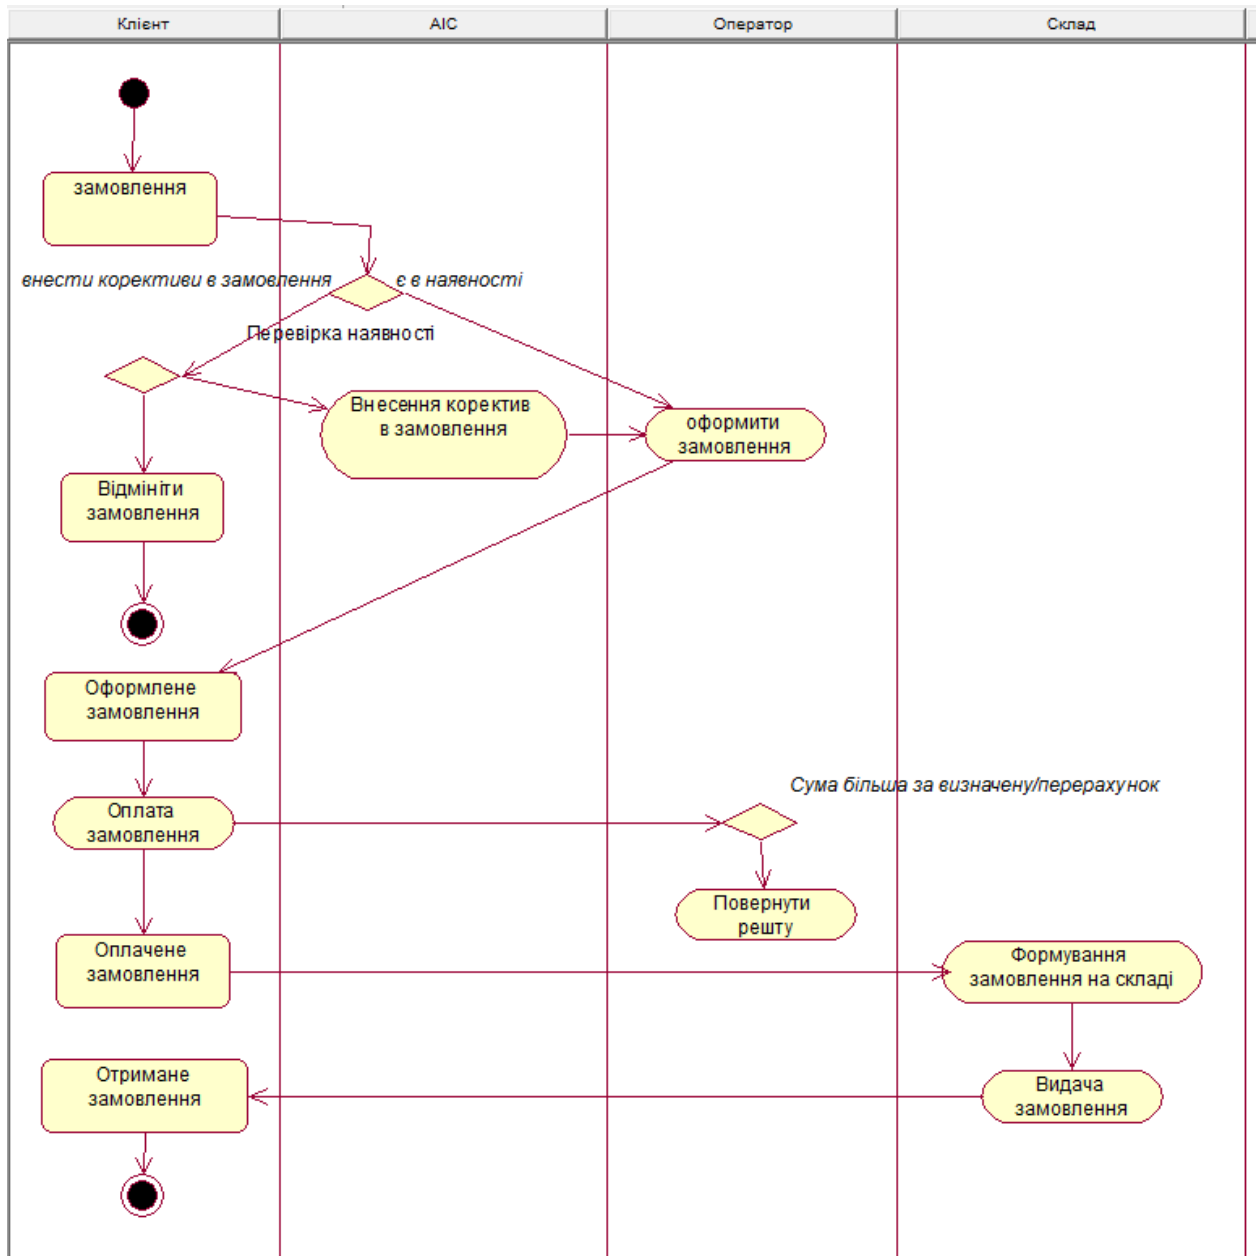 Клієнт
АІС
Оператор
Склад
замовлення
внести корективи в замовлення
є в наявності
Перевірка наявності
Внесення коректив
в замовлення
оформити
замовлення
Відмініти
замовлення
Оформлене
замовлення
Сума більша за визначену/перерахунок
Оплата
замовлення
Повернути
решту
Оплачене
замовлення
Формування
замовлення на складі
Отримане
замовлення
Видача
замовлення